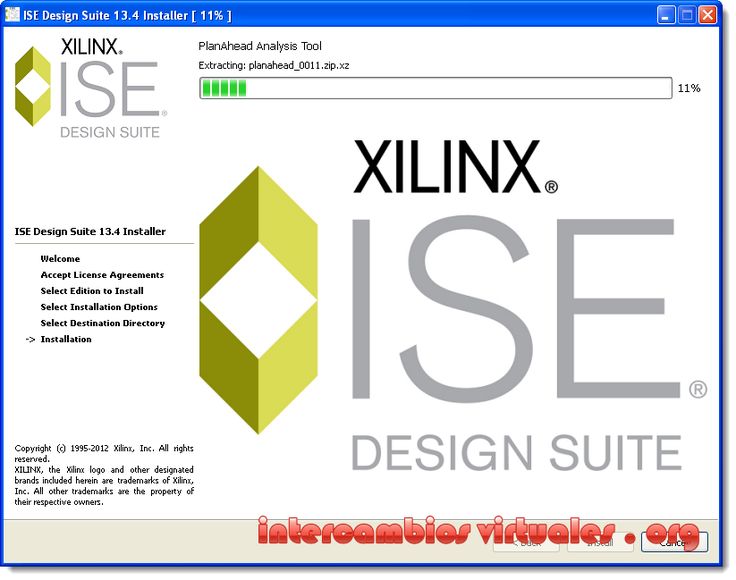 ISE Design Suite 13.4 Installer [ 11% ]
XILINX®
ISE®
DESIGN SUITE
PlanAhead Analysis Tool
Extracting: planahead_0011.zip.xz
11%
XILINX®
ISE®
DESIGN SUITE
ISE Design Suite 13.4 Installer
Welcome
Accept License Agreements
Select Edition to Install
Select Installation Options
Select Destination Directory
-> Installation
Copyright (c) 1995-2012 Xilinx, Inc. All rights
reserved.
XILINX, the Xilinx logo and other designated
brands included herein are trademarks of Xilinx,
Inc. All other trademarks are the property of
their respective owners.
intercambios virtuales . org
< Back
Install
Cancel